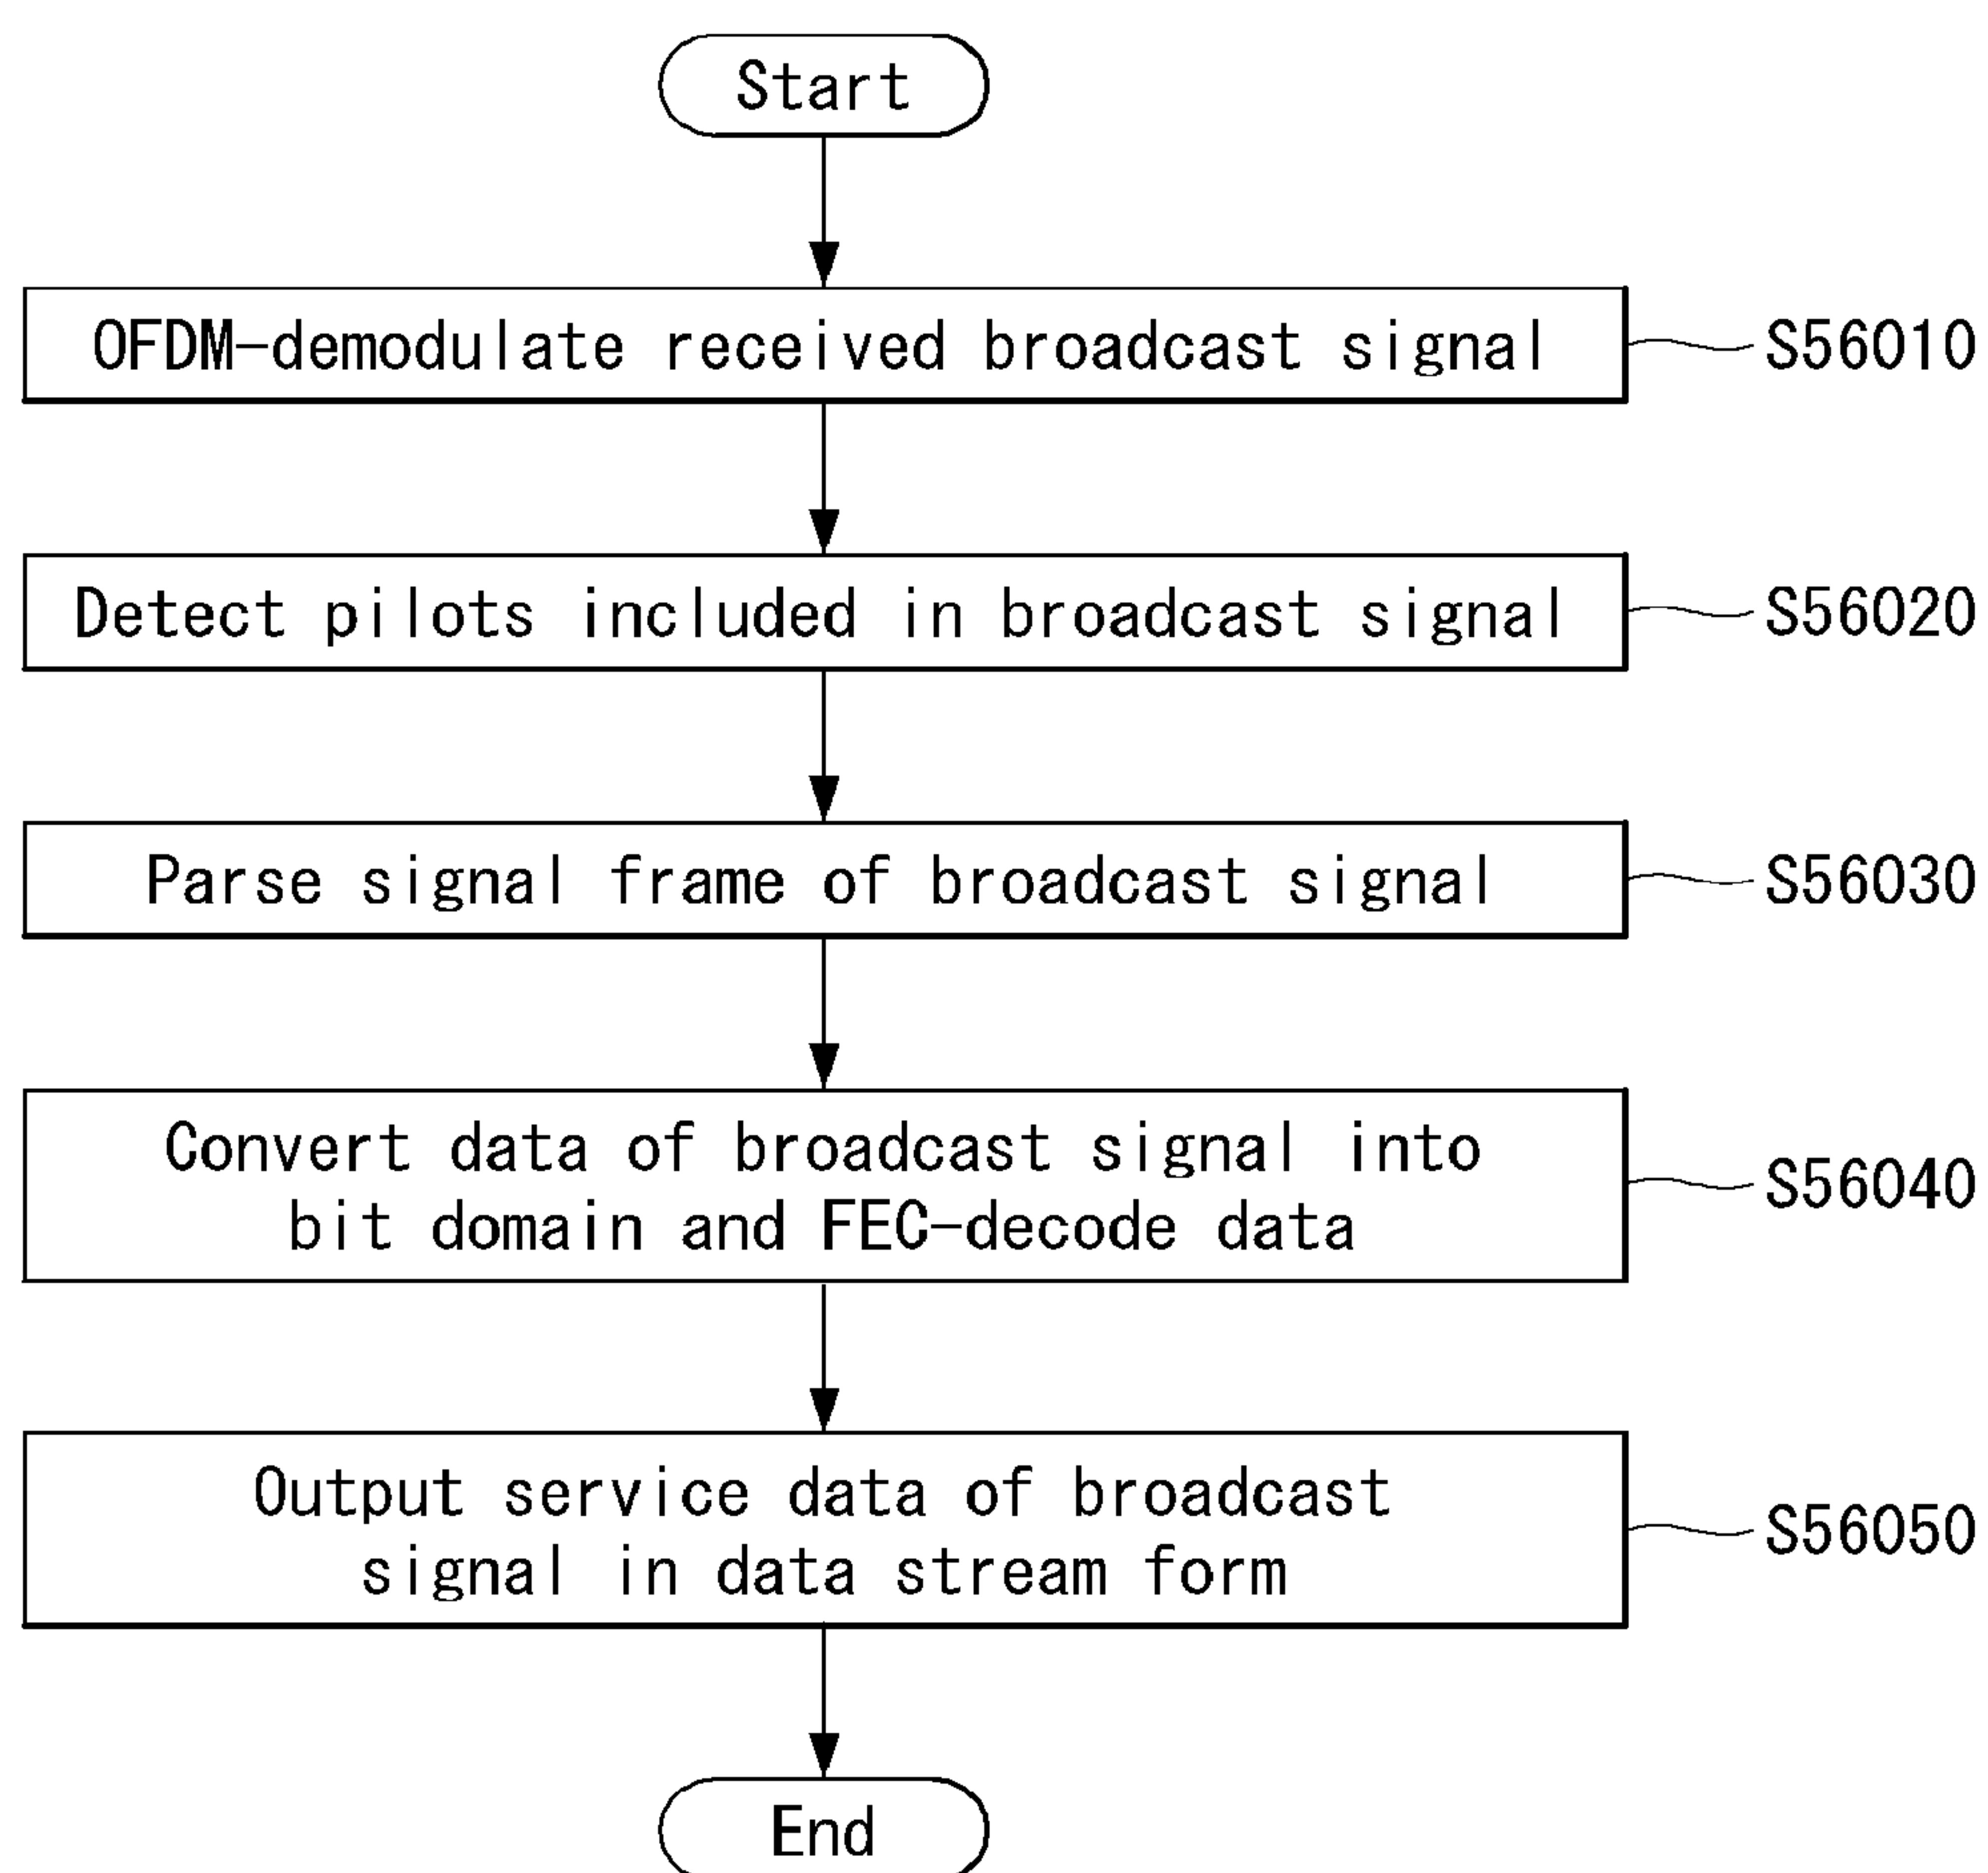 Start
OFDM-demodulate received broadcast signal
S56010
Detect pilots included in broadcast signal
S56020
Parse signal frame of broadcast signal
S56030
Convert data of broadcast signal into
bit domain and FEC-decode data
S56040
Output service data of broadcast
signal in data stream form
S56050
End